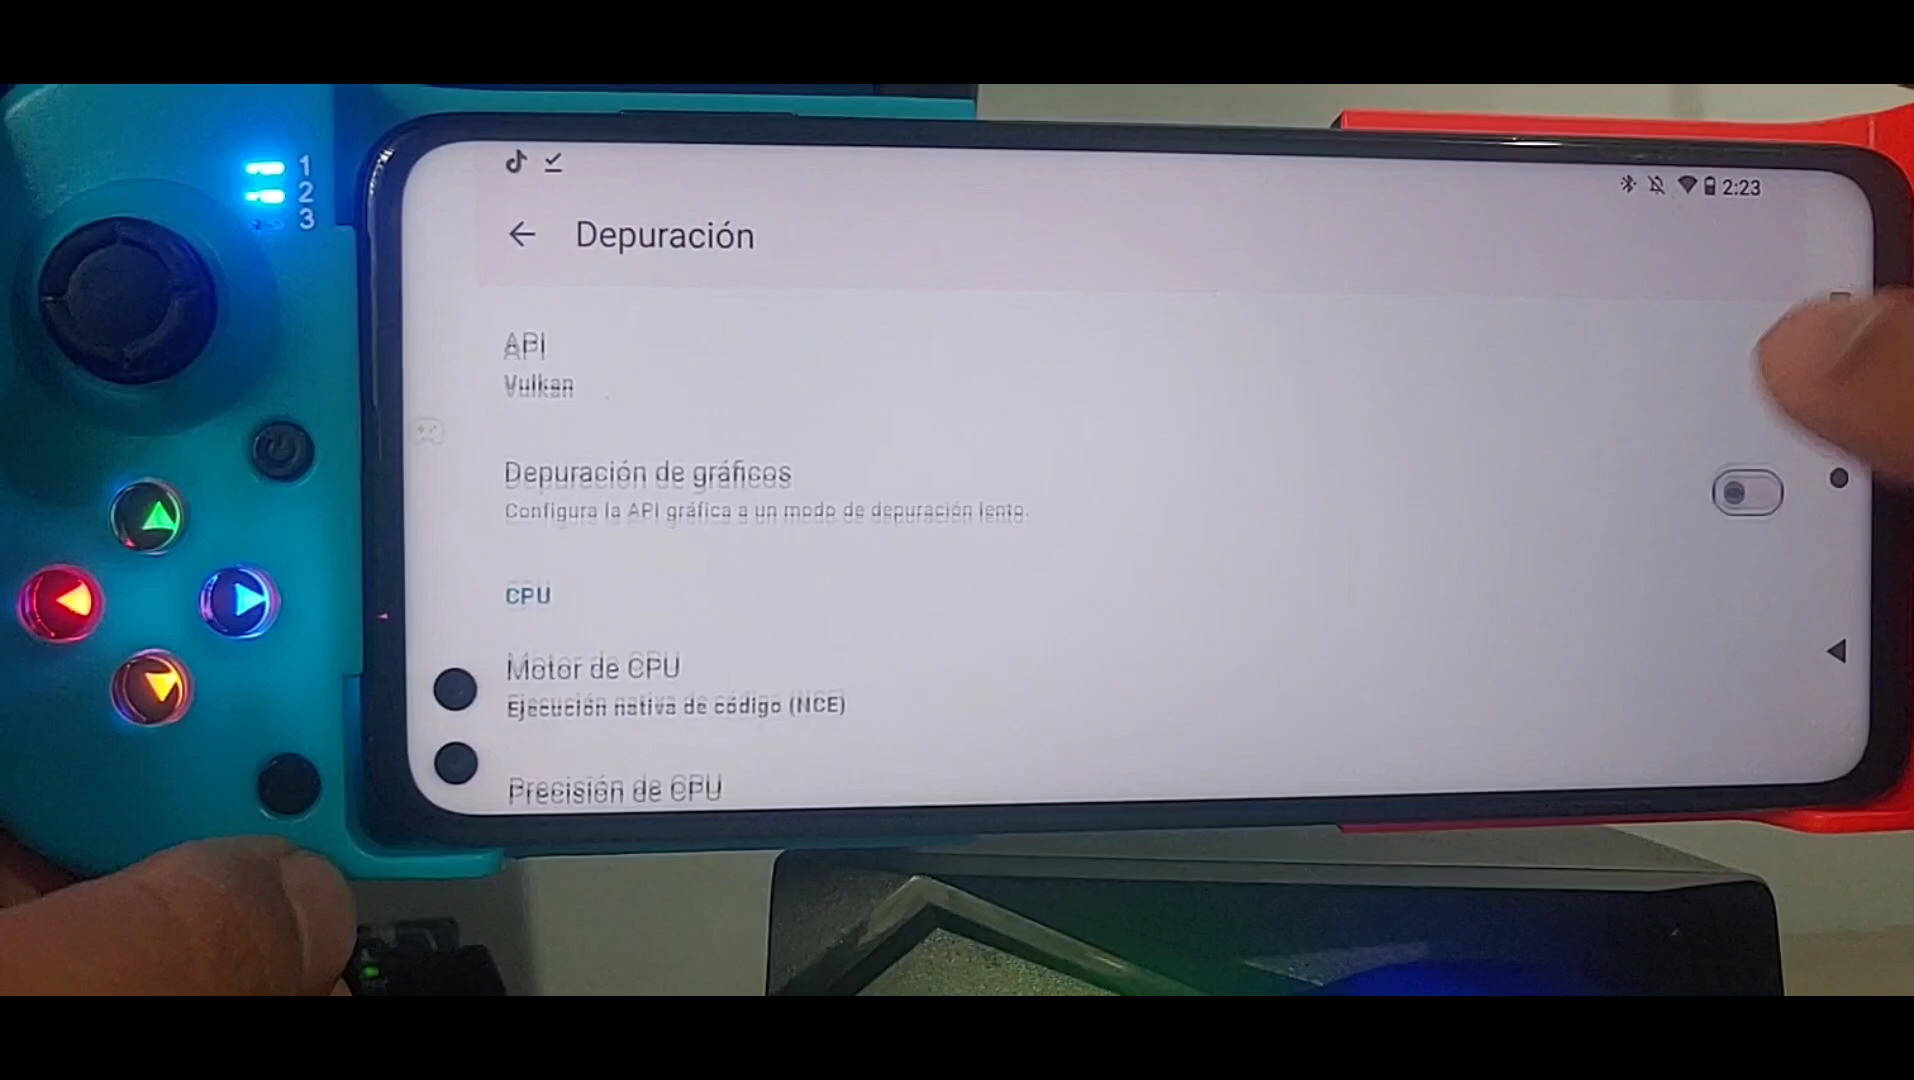 1
2
3
2:23
Depuración
API
Vulkan
Depuración de gráficos
Configura la API gráfica a un modo de depuración lento.
CPU
Motor de CPU
Ejecución nativa de código (NCE)
Precisión de CPU